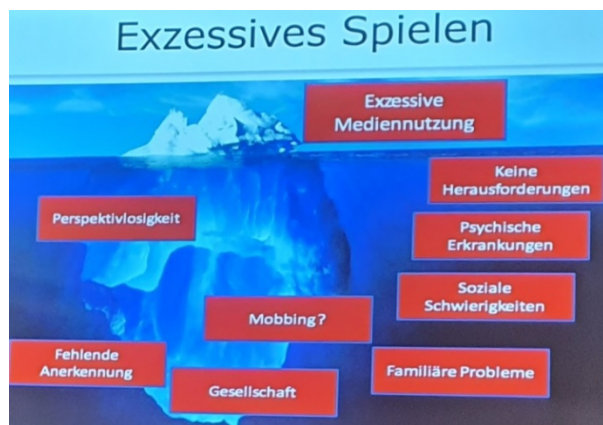 Exzessives Spielen
Exzessive
Mediennutzung
Keine
Herausforderungen
Perspektivlosigkeit
Psychische
Erkrankungen
Soziale
Schwierigkeiten
Mobbing?
Fehlende
Anerkennung
Familiäre Probleme
Gesellschaft